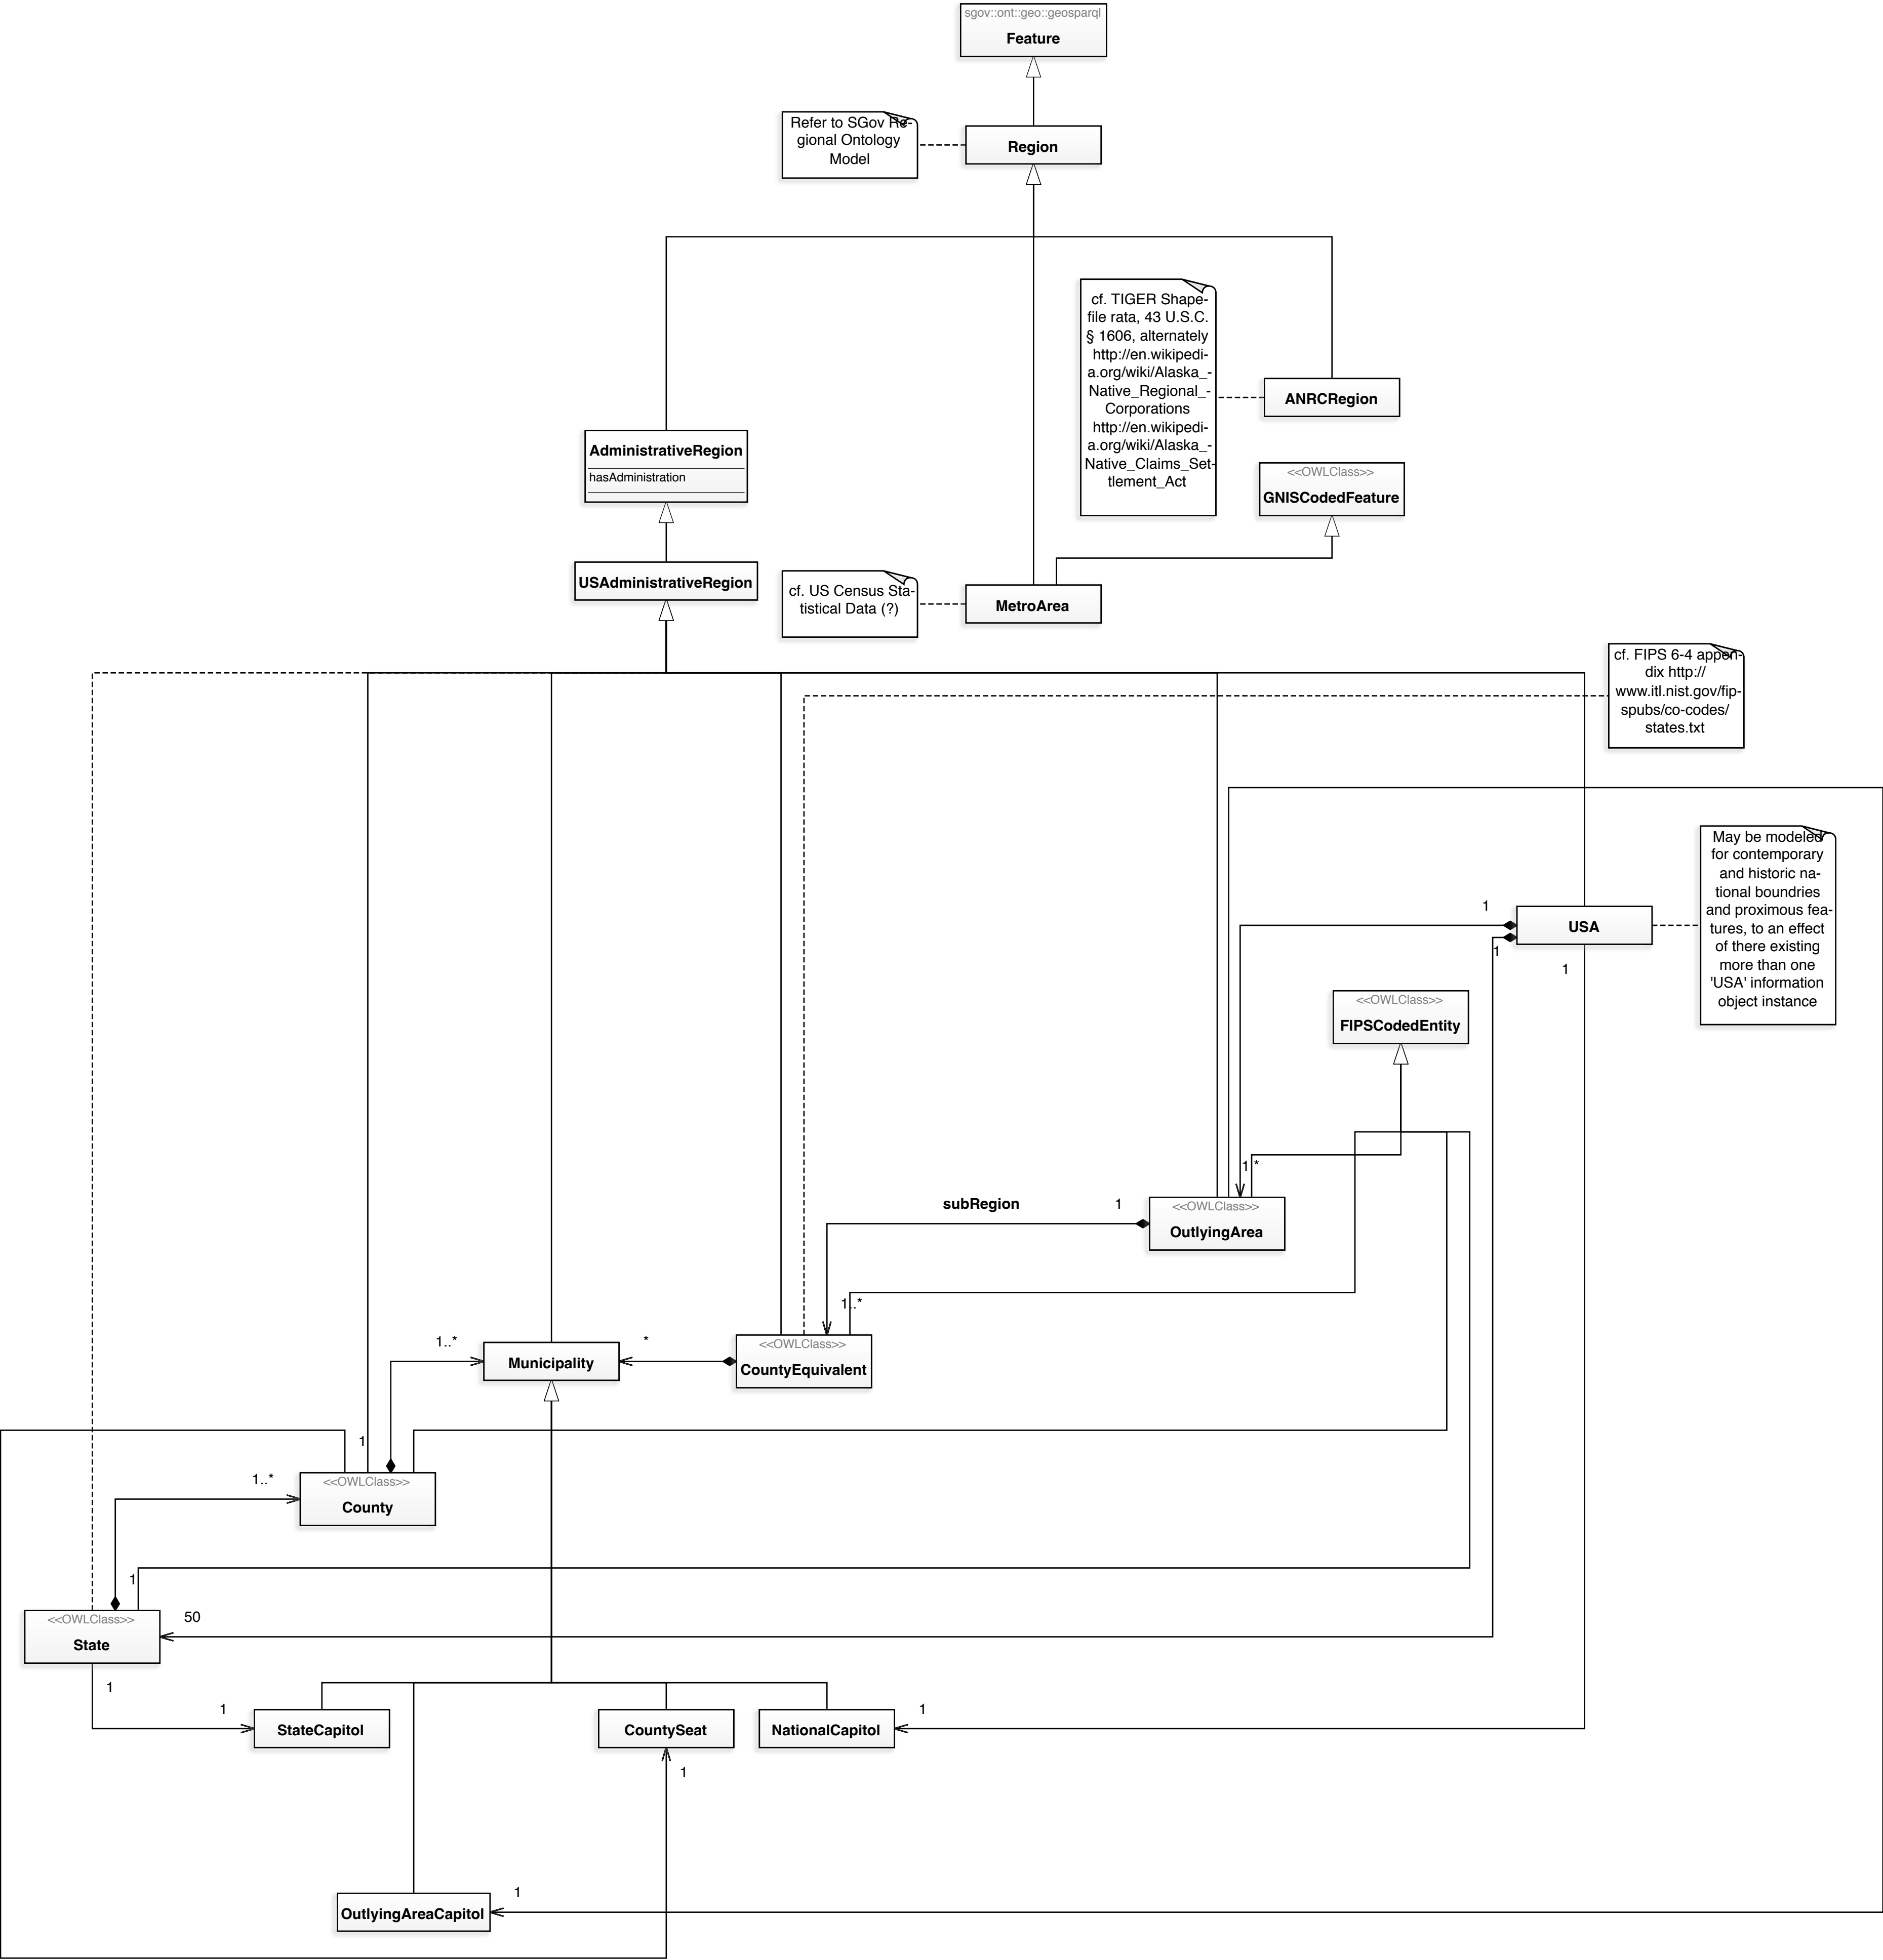 sgov::ont::geo::geosparql
Feature
Refer to SGov Re-
gional Ontology
Model
Region
cf. TIGER Shape-
file rata, 43 U.S.C.
§ 1606, alternately
http://en.wikipedi-
a.org/wiki/Alaska_-
Native_Regional_-
Corporations
http://en.wikipedi-
a.org/wiki/Alaska_-
Native_Claims_Set-
tlement_Act
ANRCRegion
AdministrativeRegion
hasAdministration
<<OWLClass>>
GNISCodedFeature
USAdministrativeRegion
cf. US Census Sta-
tistical Data (?)
MetroArea
cf. FIPS 6-4 appen-
dix http://
www.itl.nist.gov/fip-
spubs/co-codes/
states.txt
May be modeled
for contemporary
and historic na-
tional boundries
and proximous fea-
tures, to an effect
of there existing
more than one
'USA' information
object instance
1
USA
1
1
<<OWLClass>>
FIPSCodedEntity
1 *
subRegion
1
<<OWLClass>>
OutlyingArea
1..*
1..*
Municipality
*
<<OWLClass>>
CountyEquivalent
1
1..*
<<OWLClass>>
County
1
50
<<OWLClass>>
State
1
1
StateCapitol
CountySeat
NationalCapitol
1
1
OutlyingAreaCapitol
1